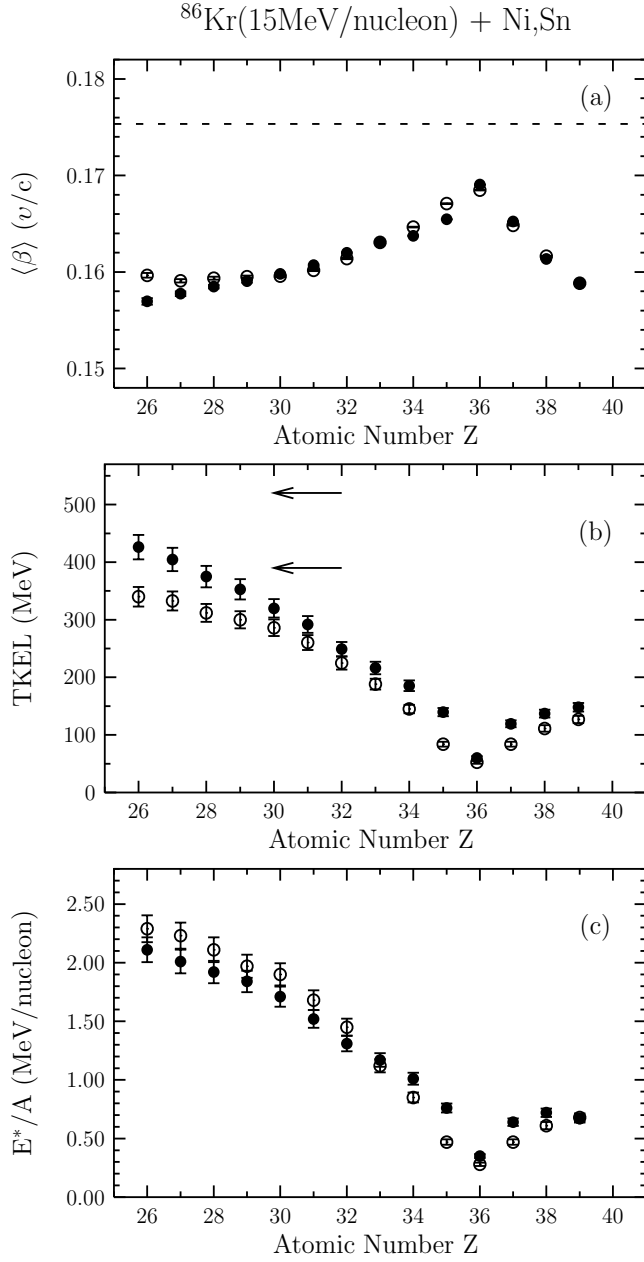 ⁸⁶Kr(15MeV/nucleon) + Ni,Sn
(a)
0.18
0.17
0.16
0.15
⟨β⟩ (υ/c)
26 28 30 32 34 36 38 40
Atomic Number Z
(b)
500
400
300
200
100
0
TKEL (MeV)
26 28 30 32 34 36 38 40
Atomic Number Z
(c)
2.50
2.00
1.50
1.00
0.50
0.00
E*/A (MeV/nucleon)
26 28 30 32 34 36 38 40
Atomic Number Z